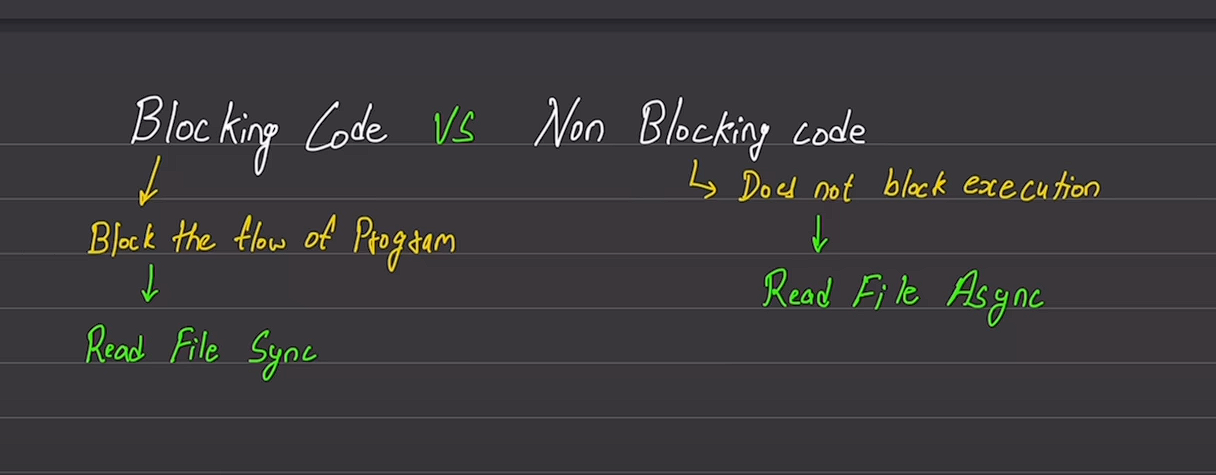 Blocking Code VS Non Blocking code
↳ Does not block execution
Block the flow of Program
Read File Async
Read File Sync